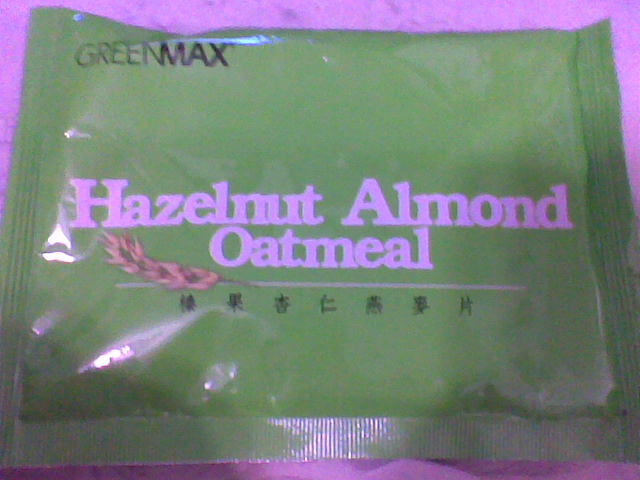 GREENMAX
Hazelnut Almond
Oatmeal
榛果杏仁燕麥片